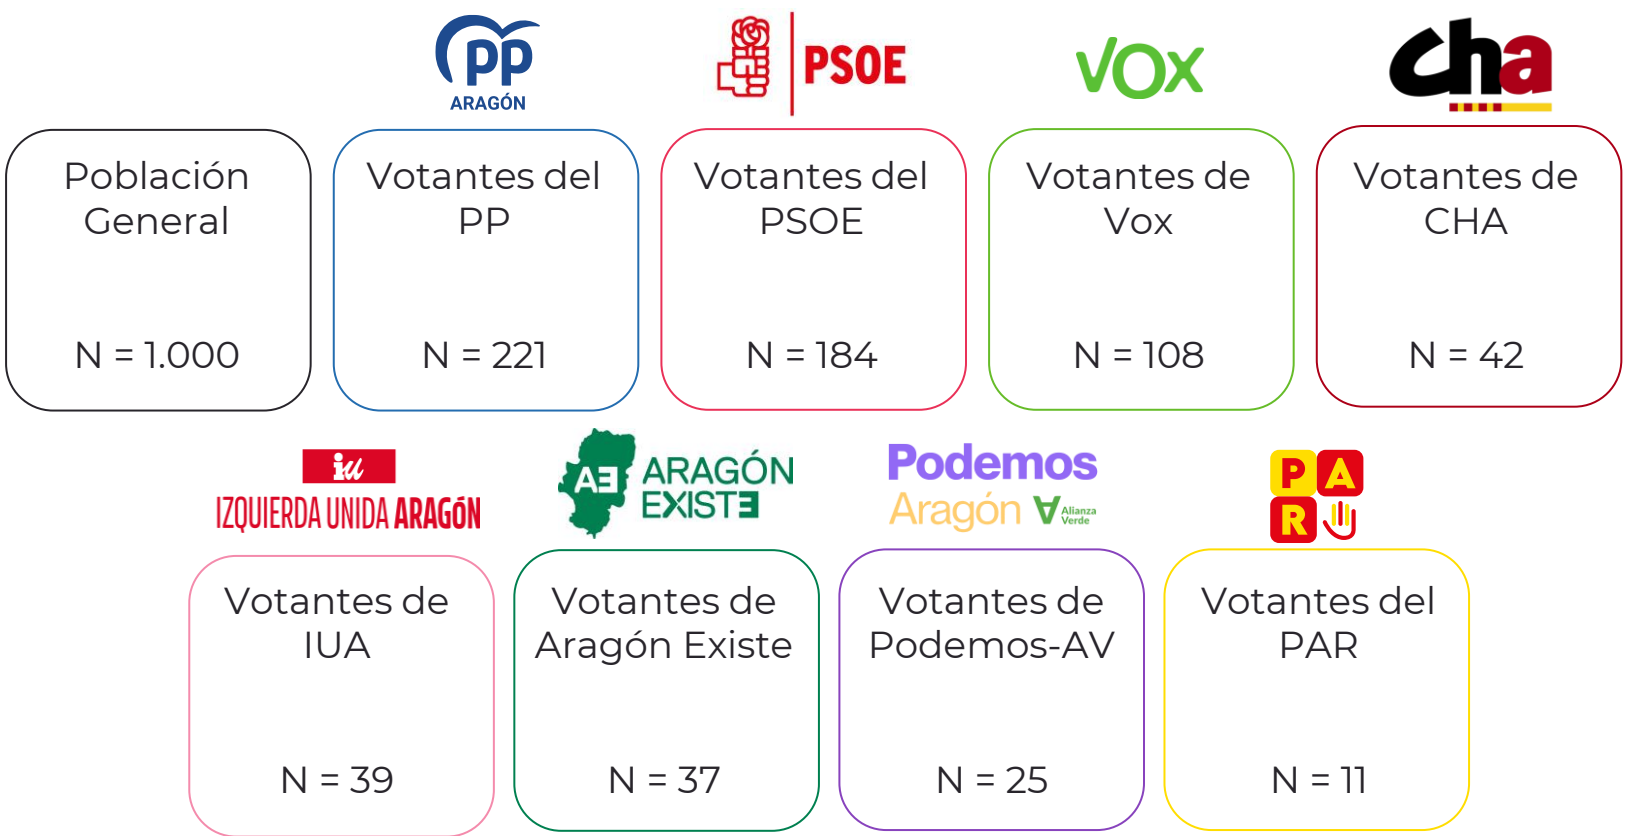 PP
ARAGÓN
PSOE
VOX
cha
Población
General
N = 1.000
Votantes del
PP
N = 221
Votantes del
PSOE
N = 184
Votantes de
Vox
N = 108
Votantes de
CHA
N = 42
iu
IZQUIERDA UNIDA ARAGÓN
AE ARAGÓN
EXISTE
Podemos
Aragón Alianza
Verde
PA
R
Votantes de
IUA
N = 39
Votantes de
Aragón Existe
N = 37
Votantes de
Podemos-AV
N = 25
Votantes del
PAR
N = 11